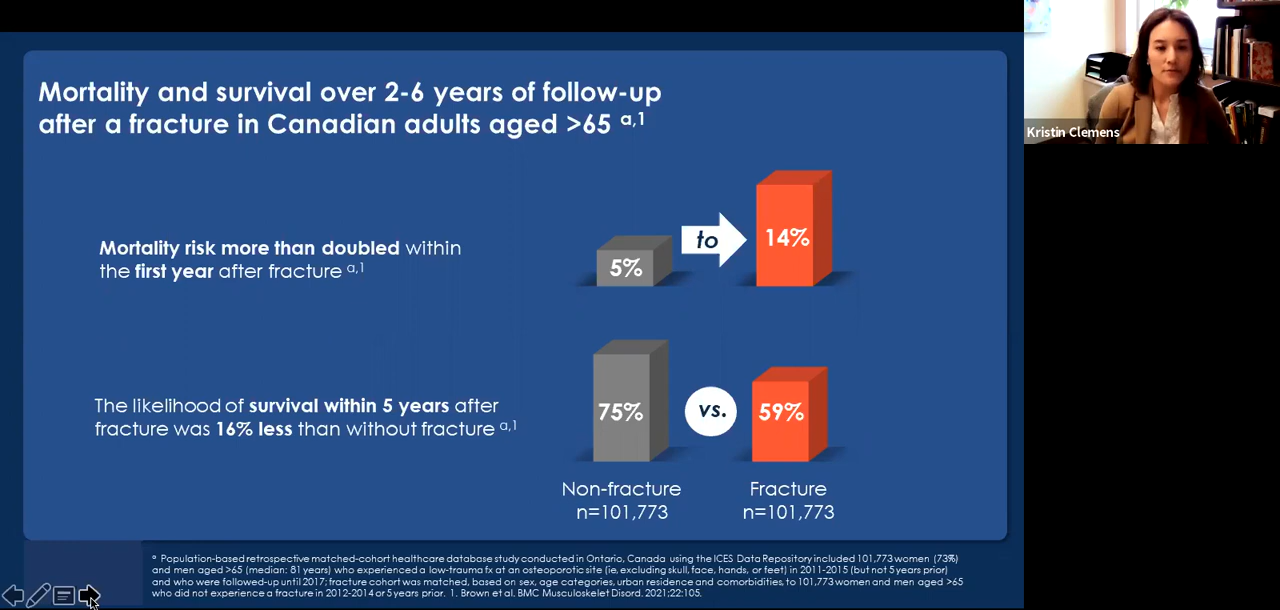 Mortality and survival over 2-6 years of follow-up
after a fracture in Canadian adults aged >65 a,1
Mortality risk more than doubled within
the first year after fracture a,1
5%
to
14%
The likelihood of survival within 5 years after
fracture was 16% less than without fracture a,1
75%
vs.
59%
Non-fracture
n=101,773
Fracture
n=101,773
a Population-based retrospective matched-cohort healthcare database study conducted in Ontario, Canada using the ICES Data Repository included 101,773 women (73%)
and men aged >65 (median: 81 years) who experienced a low-trauma fx at an osteoporotic site (ie, excluding skull, face, hands, or feet) in 2011-2015 (but not 5 years prior)
and who were followed-up until 2017; fracture cohort was matched, based on sex, age categories, urban residence and comorbidities, to 101,773 women and men aged >65
who did not experience a fracture in 2012-2014 or 5 years prior. 1. Brown et al. BMC Musculoskelet Disord. 2021;22:105.
Kristin Clemens